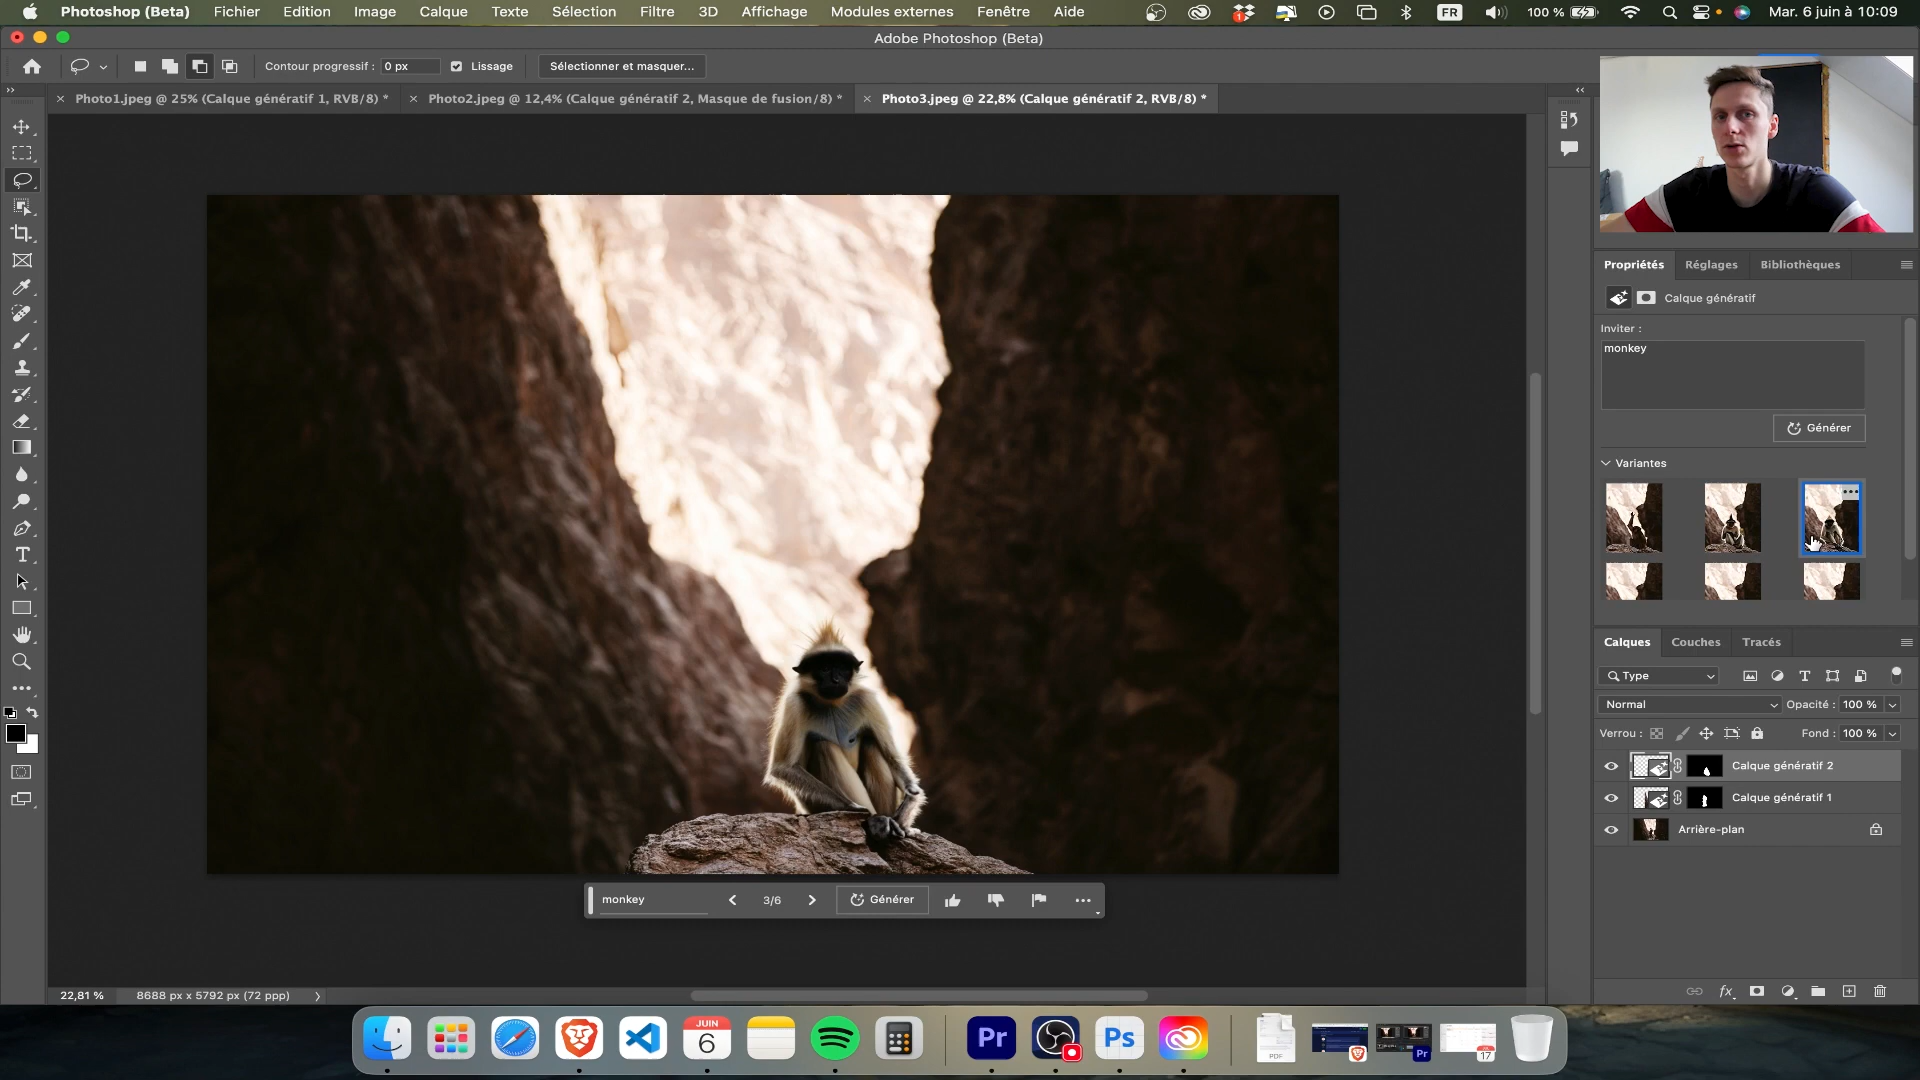 Photoshop (Beta) Fichier Edition Image Calque Texte Sélection Filtre 3D Affichage Modules externes Fenêtre Aide 1 FR 100 % Mar. 6 juin à 10:09
Adobe Photoshop (Beta)
Contour progressif : 0 px Lissage Sélectionner et masquer...
Photo1.jpeg @ 25% (Calque génératif 1, RVB/8) * Photo2.jpeg @ 12,4% (Calque génératif 2, Masque de fusion/8) * Photo3.jpeg @ 22,8% (Calque génératif 2, RVB/8) *
Propriétés Réglages Bibliothèques
Calque génératif
Inviter :
monkey
Générer
Variantes
Calques Couches Tracés
Type
Normal Opacité : 100 %
Verrou : Fond : 100 %
Calque génératif 2
Calque génératif 1
Arrière-plan
monkey 3/6 Générer
22,81 % 8688 px x 5792 px (72 ppp)
fx
JUIN
6
Pr
Ps
PDF
Pr
17